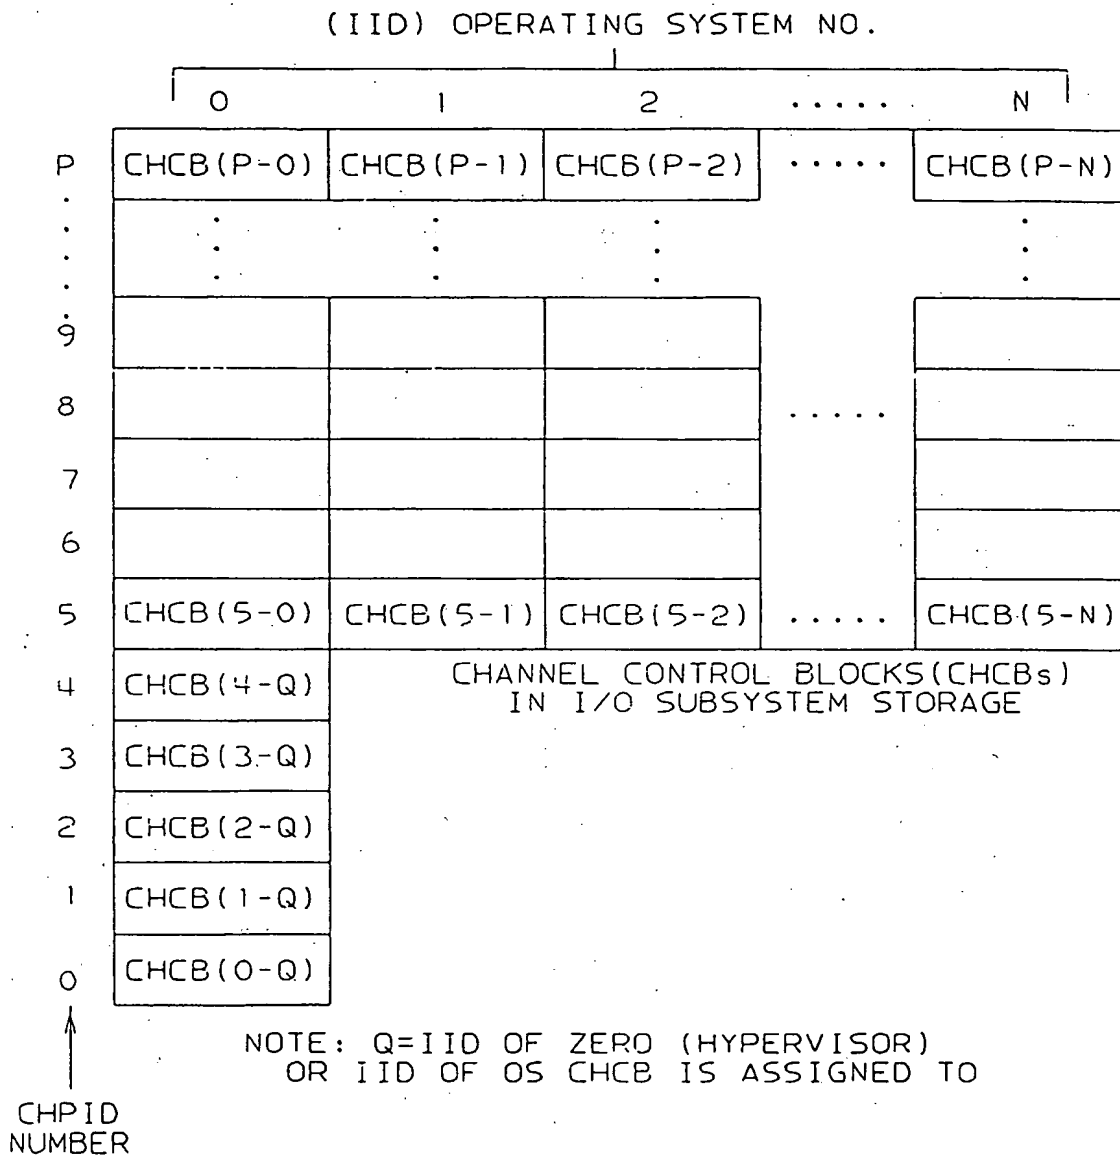 (IID) OPERATING SYSTEM NO.
0 1 2 ..... N
P CHCB(P-0) CHCB(P-1) CHCB(P-2) ..... CHCB(P-N)
9
8 .....
7
6
5 CHCB(5-0) CHCB(5-1) CHCB(5-2) ..... CHCB(5-N)
4 CHCB(4-Q) CHANNEL CONTROL BLOCKS(CHCBs)
IN I/O SUBSYSTEM STORAGE
3 CHCB(3-Q)
2 CHCB(2-Q)
1 CHCB(1-Q)
0 CHCB(0-Q)
NOTE: Q=IID OF ZERO (HYPERVISOR)
OR IID OF OS CHCB IS ASSIGNED TO
CHPID
NUMBER